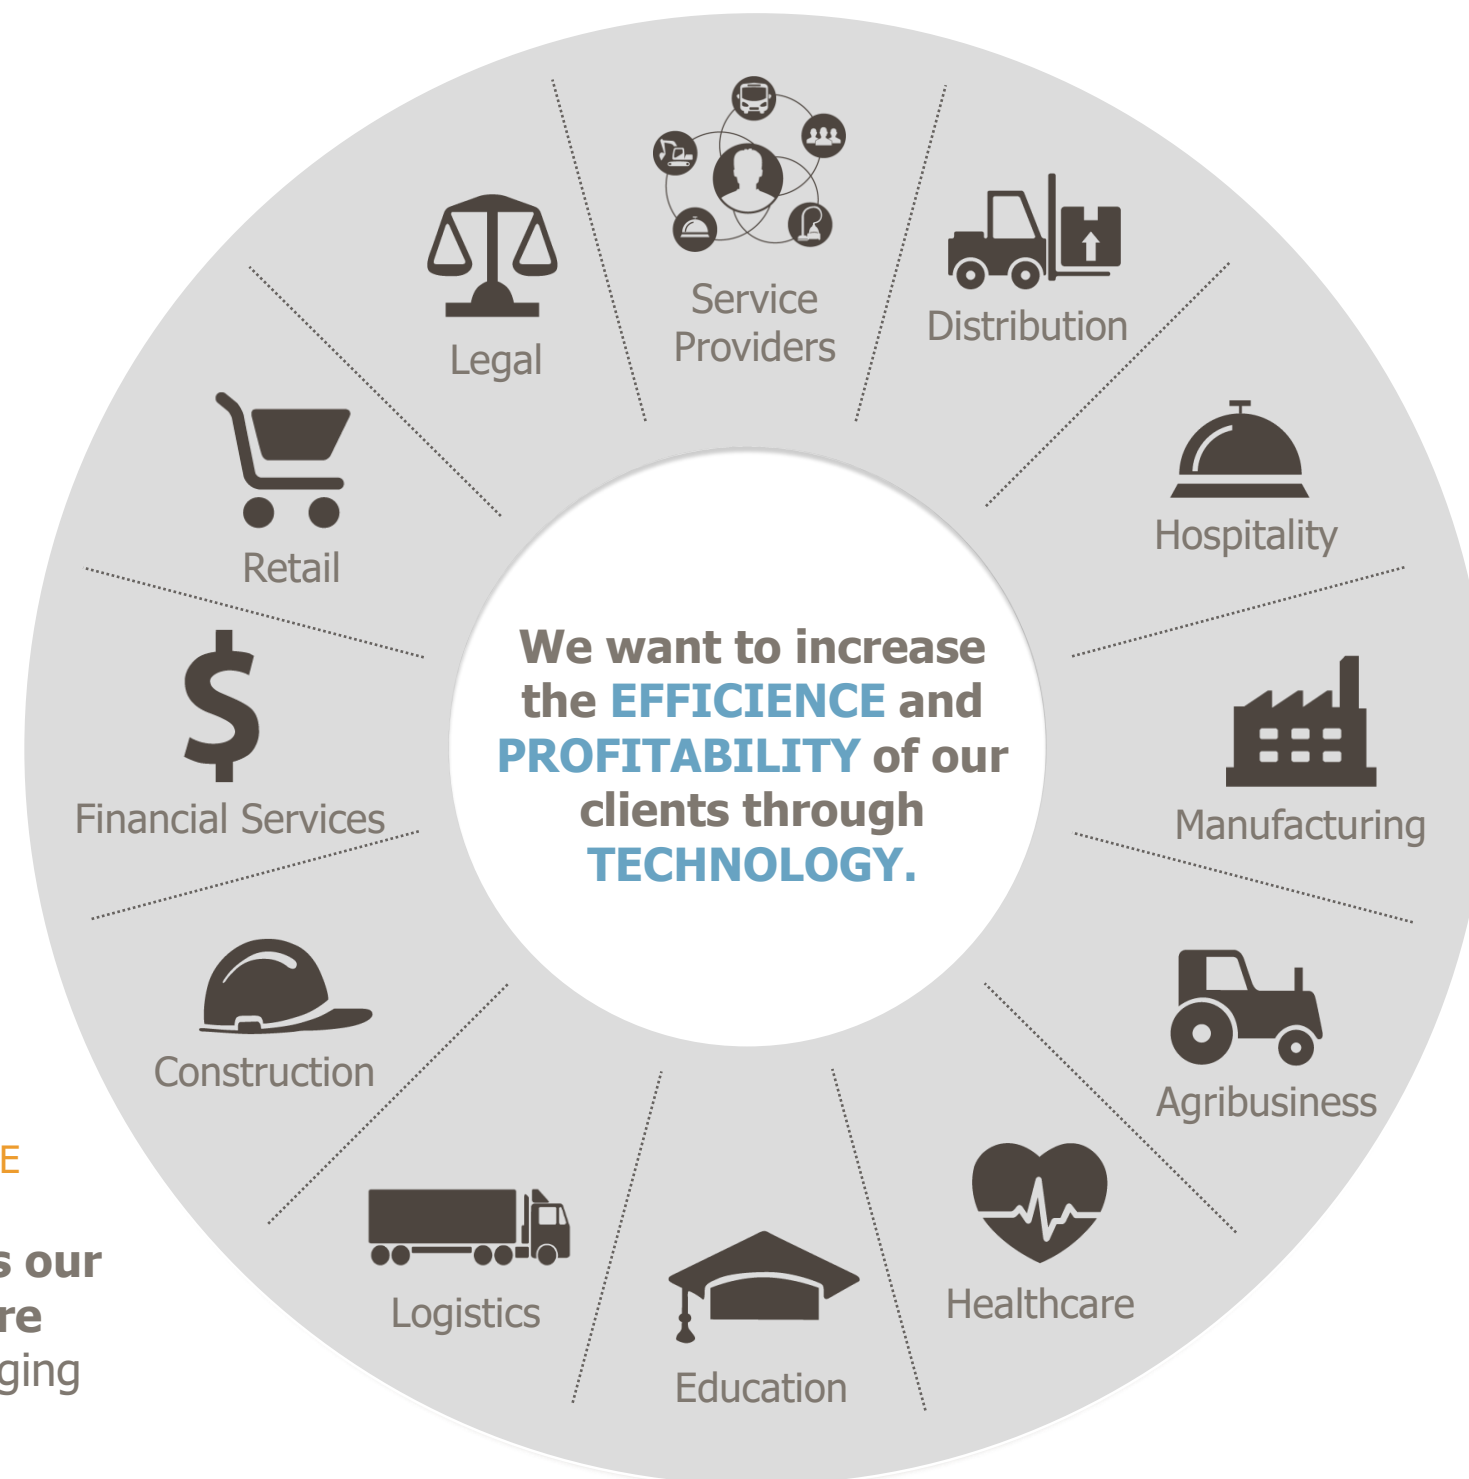 Service
Providers
Distribution
Hospitality
Manufacturing
Agribusiness
Healthcare
Education
Logistics
Construction
Financial Services
Retail
Legal
We want to increase
the EFFICIENCE and
PROFITABILITY of our
clients through
TECHNOLOGY.
E
s our
re
ging